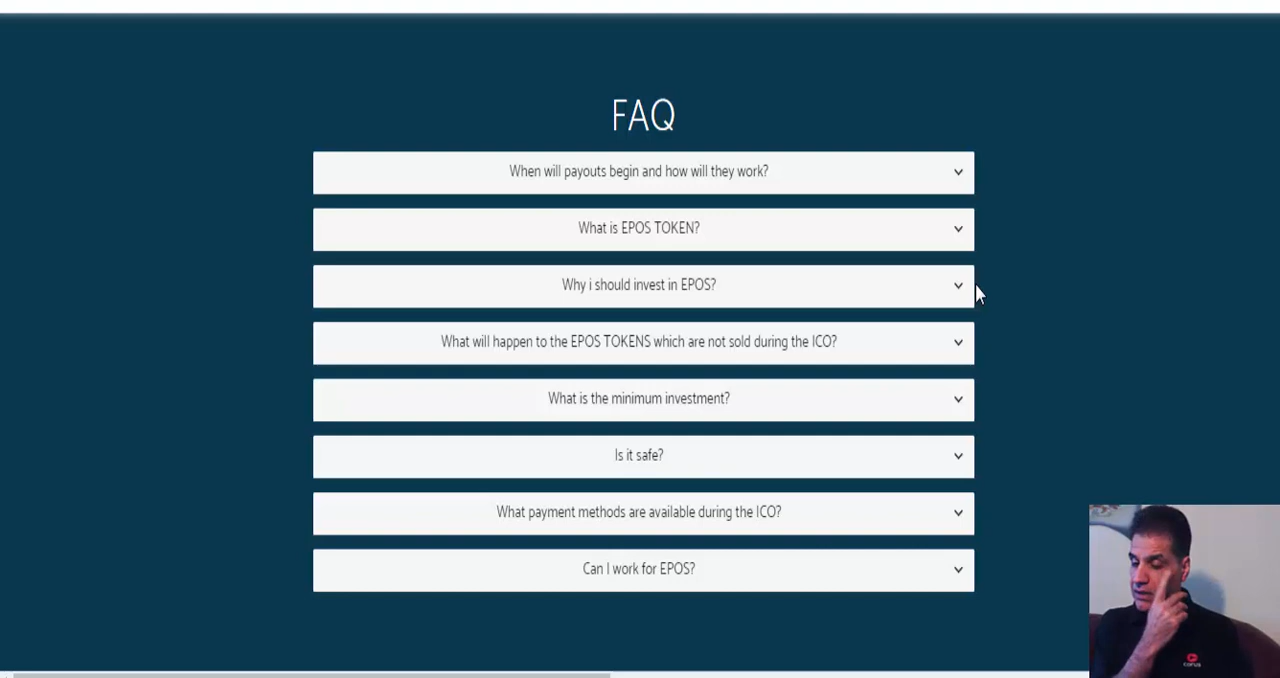 FAQ
When will payouts begin and how will they work?
What is EPOS TOKEN?
Why i should invest in EPOS?
What will happen to the EPOS TOKENS which are not sold during the ICO?
What is the minimum investment?
Is it safe?
What payment methods are available during the ICO?
Can I work for EPOS?